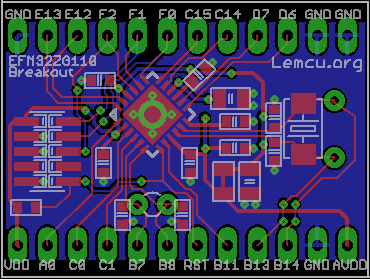 GND E13 E12 F2 F1 F0 C15 C14 D7 D6 GND GND
EFM32ZG110
Breakout
Lemcu.org
VDD A0 C0 C1 B7 B8 RST B11 B13 B14 GND AVDD